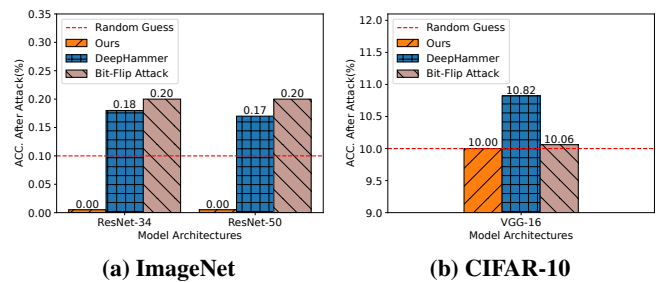 0.35
0.30
0.25
0.20
0.15
0.10
0.05
0.00
ACC. After Attack(%)
Random Guess
Ours
DeepHammer
Bit-Flip Attack
0.00
0.18
0.20
0.00
0.17
0.20
ResNet-34
ResNet-50
Model Architectures
(a) ImageNet
12.0
11.5
11.0
10.5
10.0
9.5
9.0
ACC. After Attack(%)
Random Guess
Ours
DeepHammer
Bit-Flip Attack
10.00
10.82
10.06
VGG-16
Model Architectures
(b) CIFAR-10